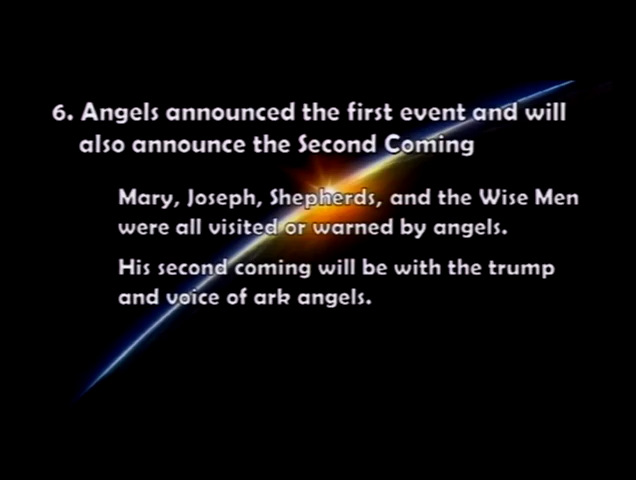 6. Angels announced the first event and will
also announce the Second Coming
Mary, Joseph, Shepherds, and the Wise Men
were all visited or warned by angels.
His second coming will be with the trump
and voice of ark angels.